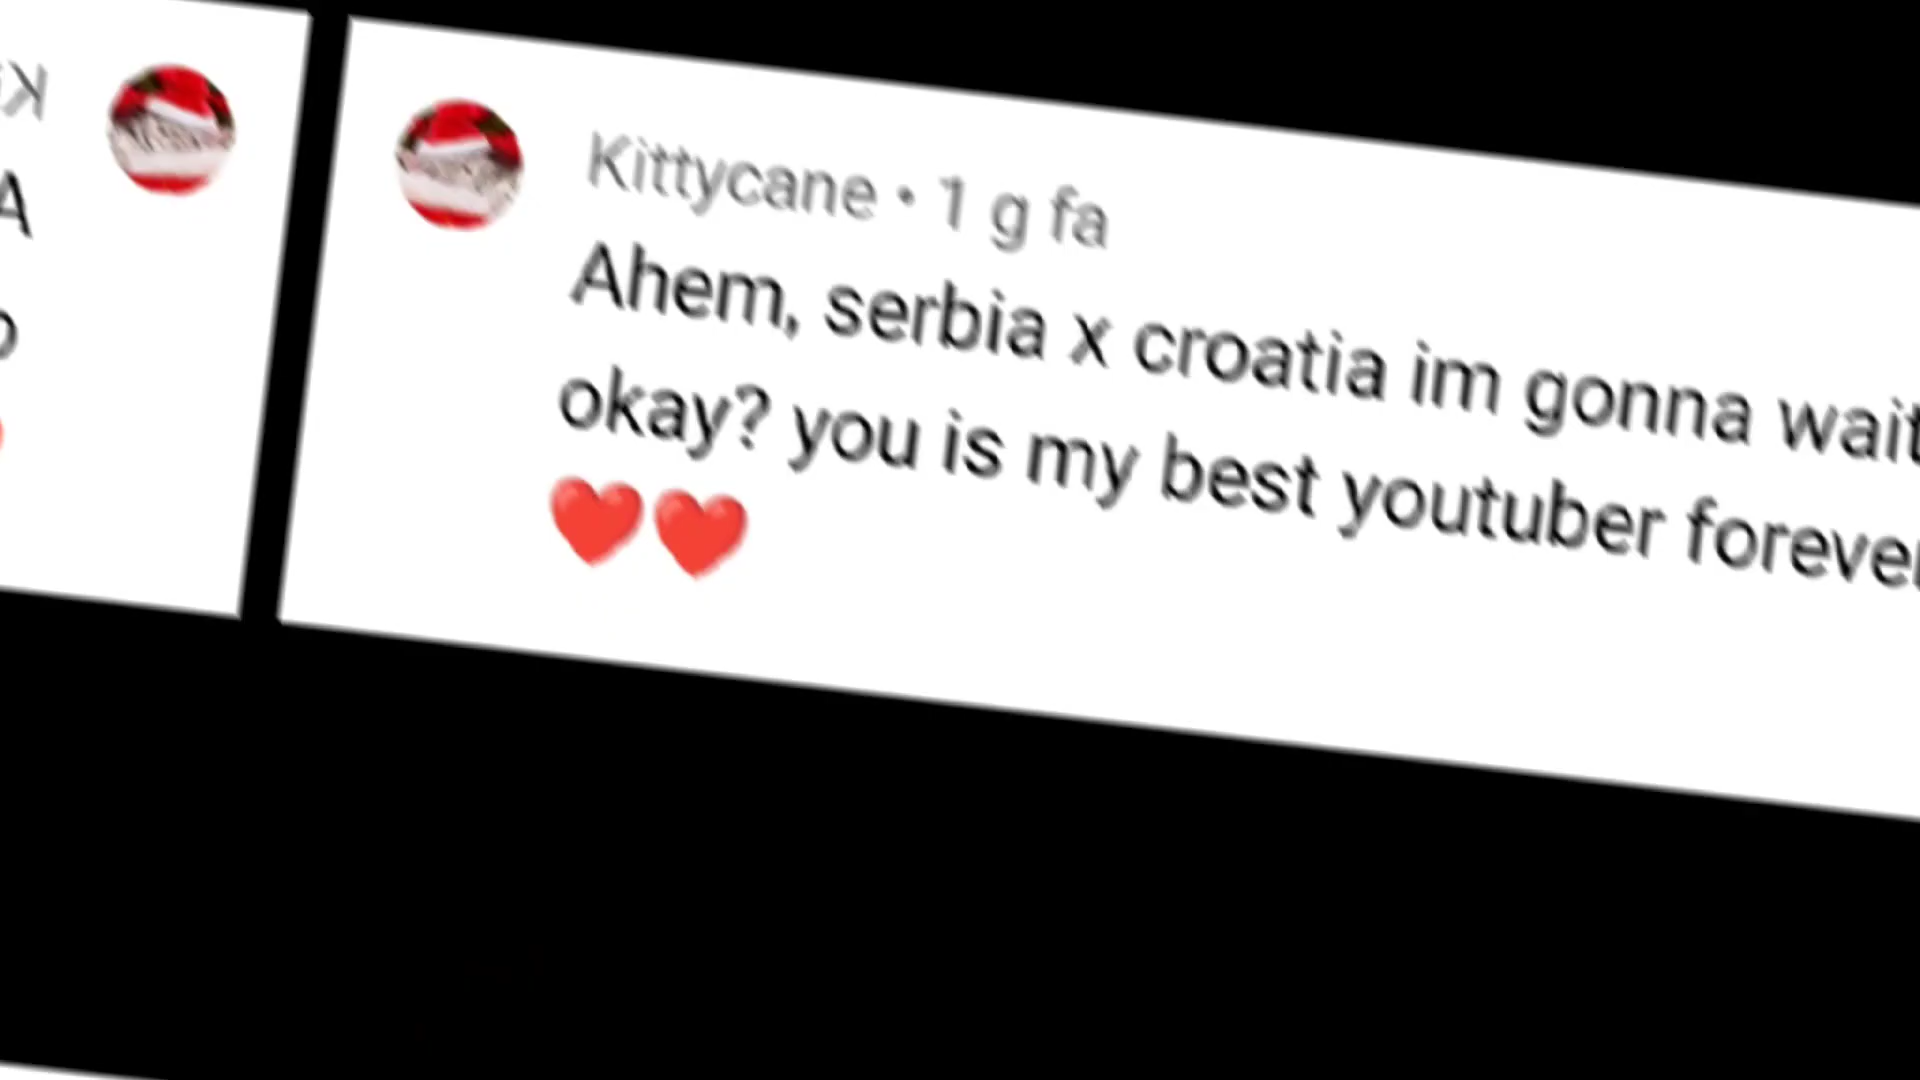 Kittycane • 1 g fa
Ahem, serbia x croatia im gonna wait
okay? you is my best youtuber forever
❤️❤️